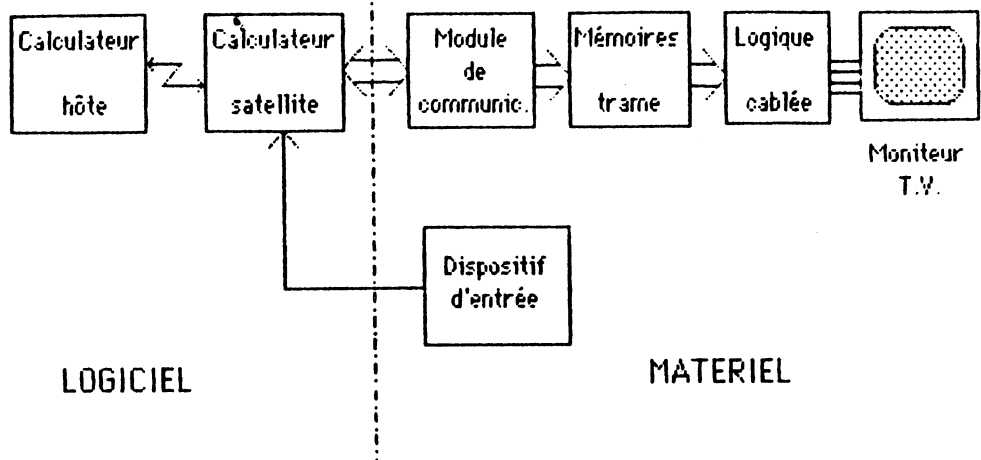 Calculateur
hôte
Calculateur
satellite
Module
de
communic.
Mémoires
trame
Logique
cablée
Moniteur
T.V.
Dispositif
d'entrée
LOGICIEL
MATERIEL